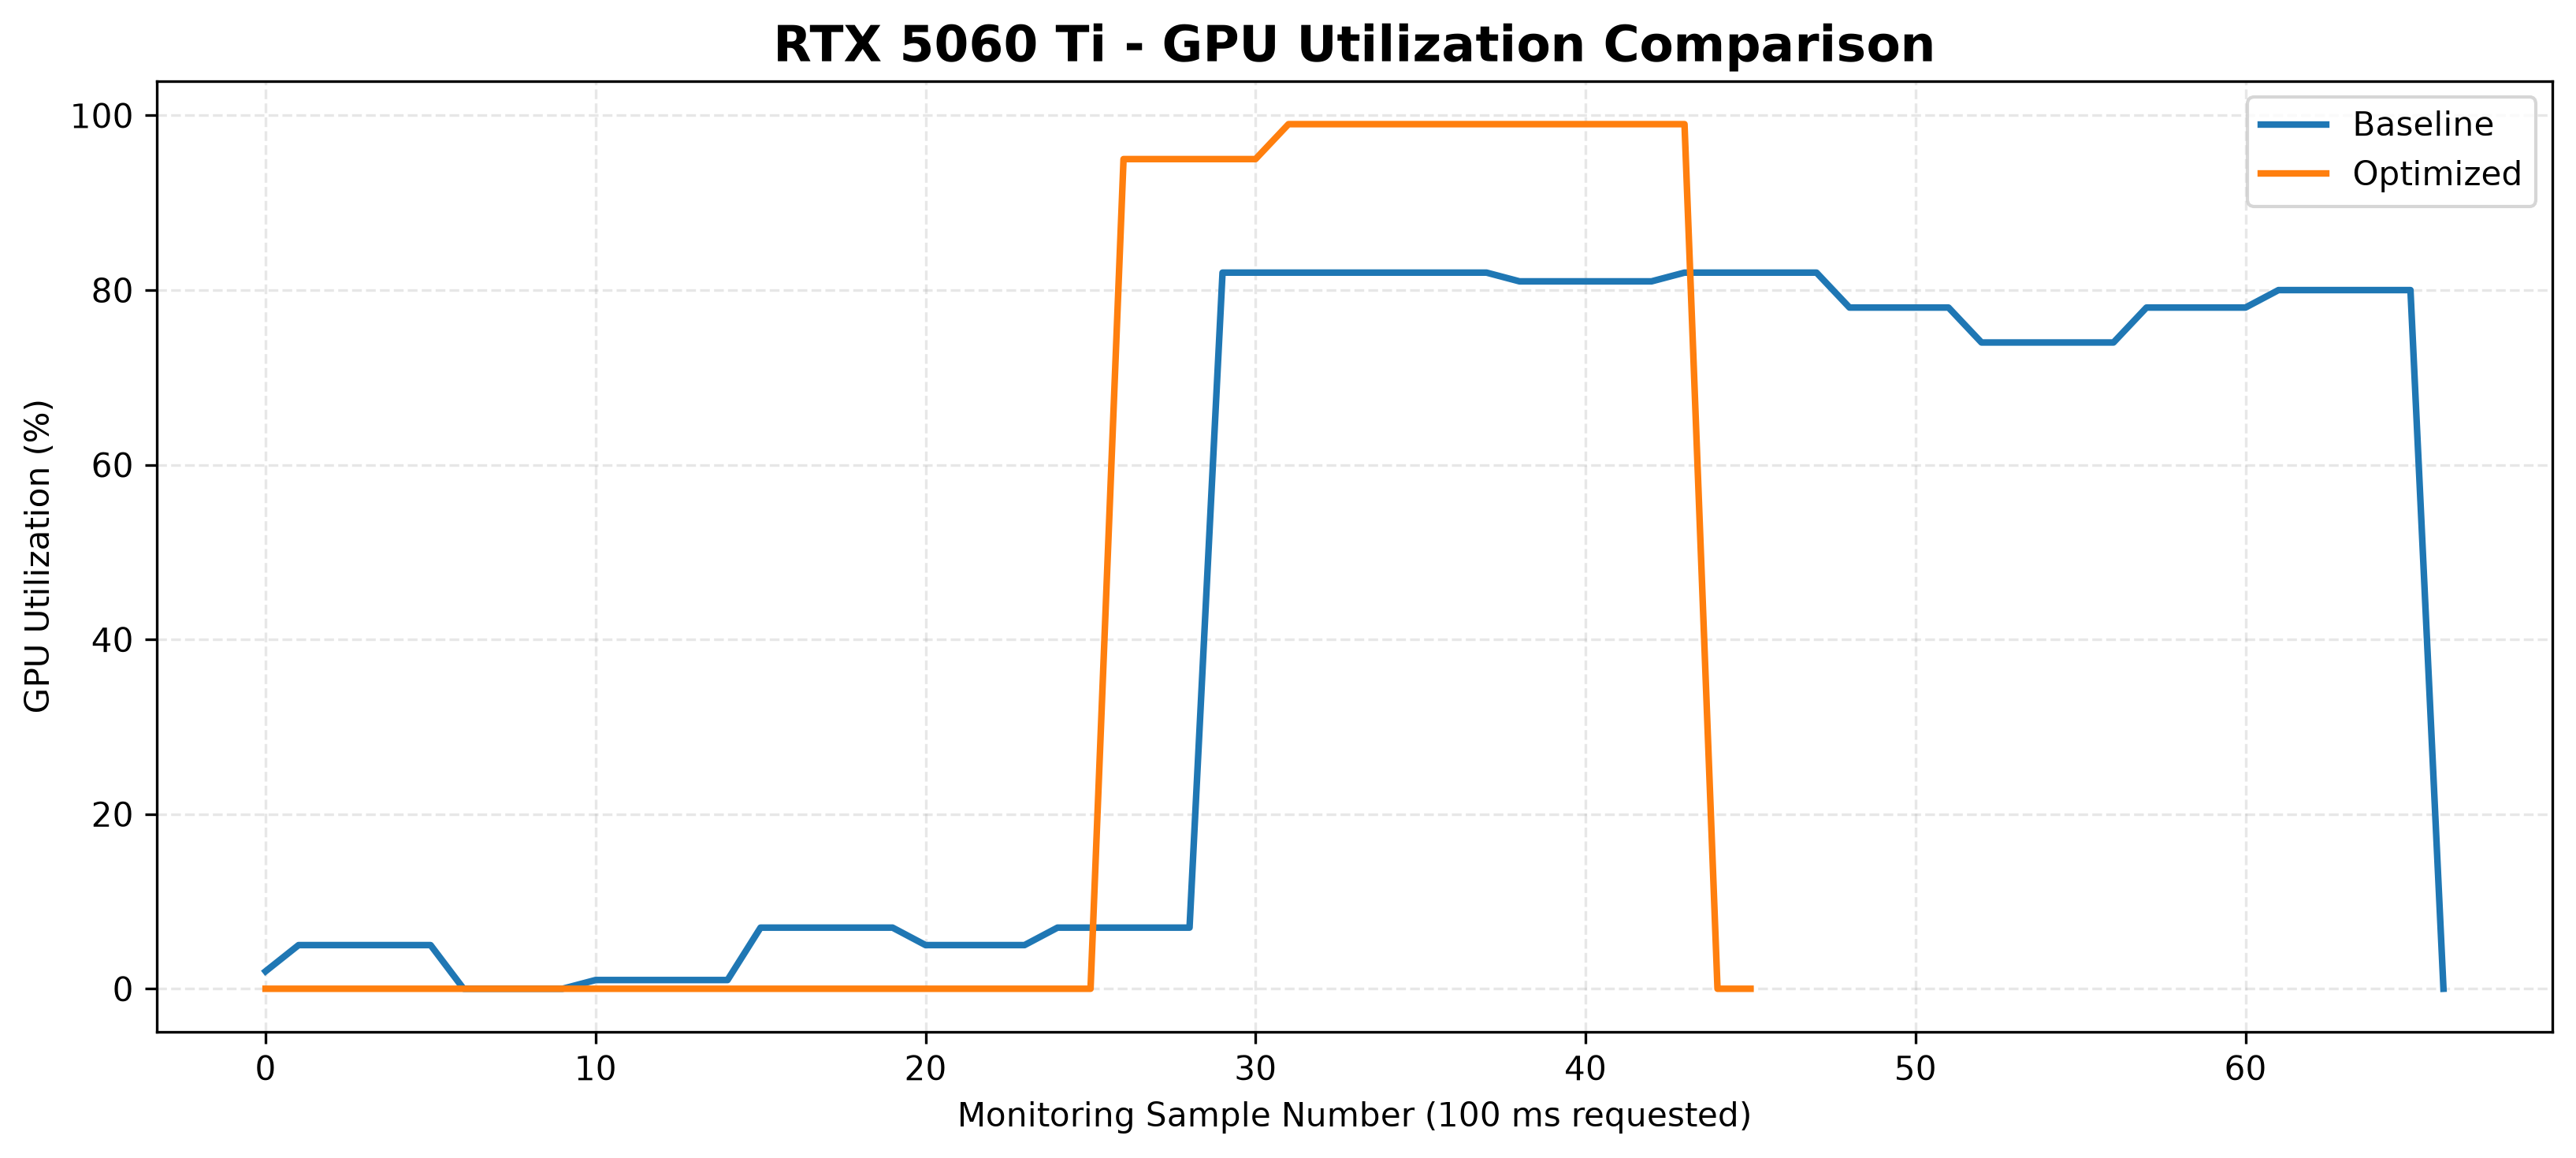 RTX 5060 Ti - GPU Utilization Comparison
100
80
60
40
20
0
GPU Utilization (%)
Baseline
Optimized
0 10 20 30 40 50 60
Monitoring Sample Number (100 ms requested)